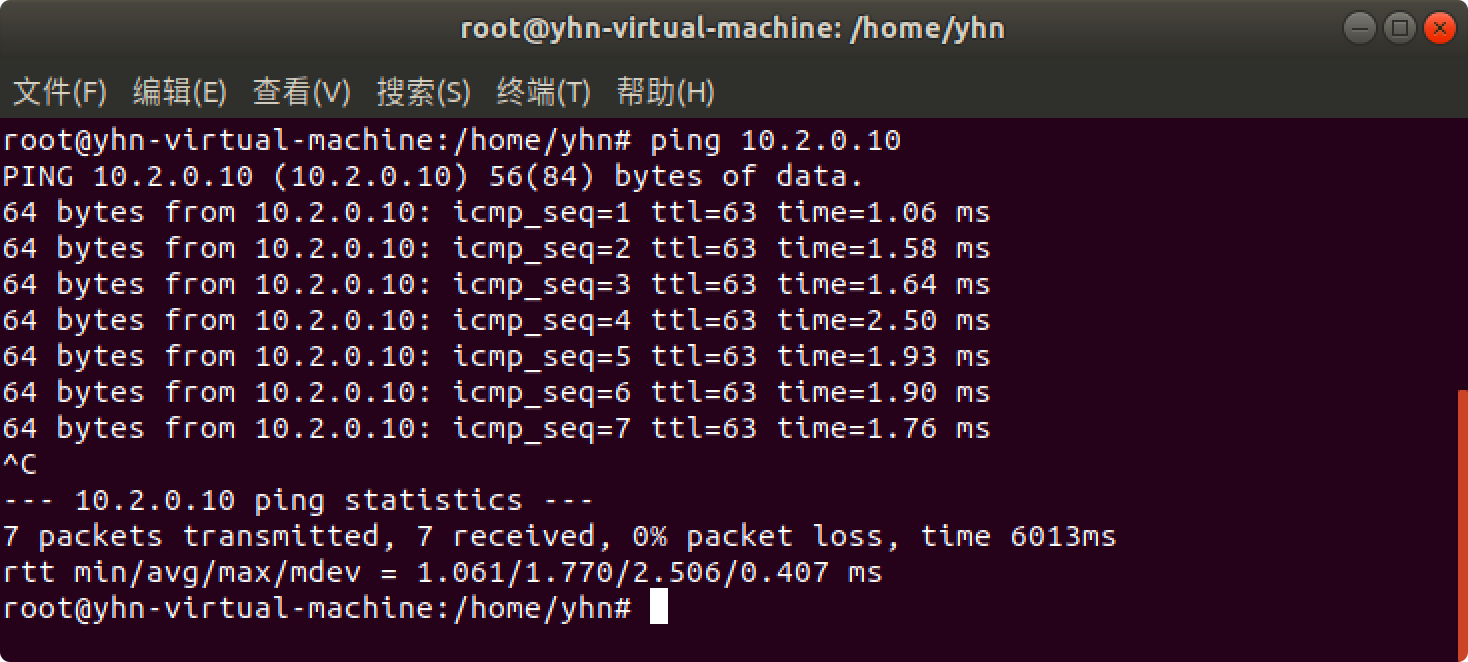 root@yhn-virtual-machine: /home/yhn
文件(F) 编辑(E) 查看(V) 搜索(S) 终端(T) 帮助(H)
root@yhn-virtual-machine:/home/yhn# ping 10.2.0.10
PING 10.2.0.10 (10.2.0.10) 56(84) bytes of data.
64 bytes from 10.2.0.10: icmp_seq=1 ttl=63 time=1.06 ms
64 bytes from 10.2.0.10: icmp_seq=2 ttl=63 time=1.58 ms
64 bytes from 10.2.0.10: icmp_seq=3 ttl=63 time=1.64 ms
64 bytes from 10.2.0.10: icmp_seq=4 ttl=63 time=2.50 ms
64 bytes from 10.2.0.10: icmp_seq=5 ttl=63 time=1.93 ms
64 bytes from 10.2.0.10: icmp_seq=6 ttl=63 time=1.90 ms
64 bytes from 10.2.0.10: icmp_seq=7 ttl=63 time=1.76 ms
^C
--- 10.2.0.10 ping statistics ---
7 packets transmitted, 7 received, 0% packet loss, time 6013ms
rtt min/avg/max/mdev = 1.061/1.770/2.506/0.407 ms
root@yhn-virtual-machine:/home/yhn#